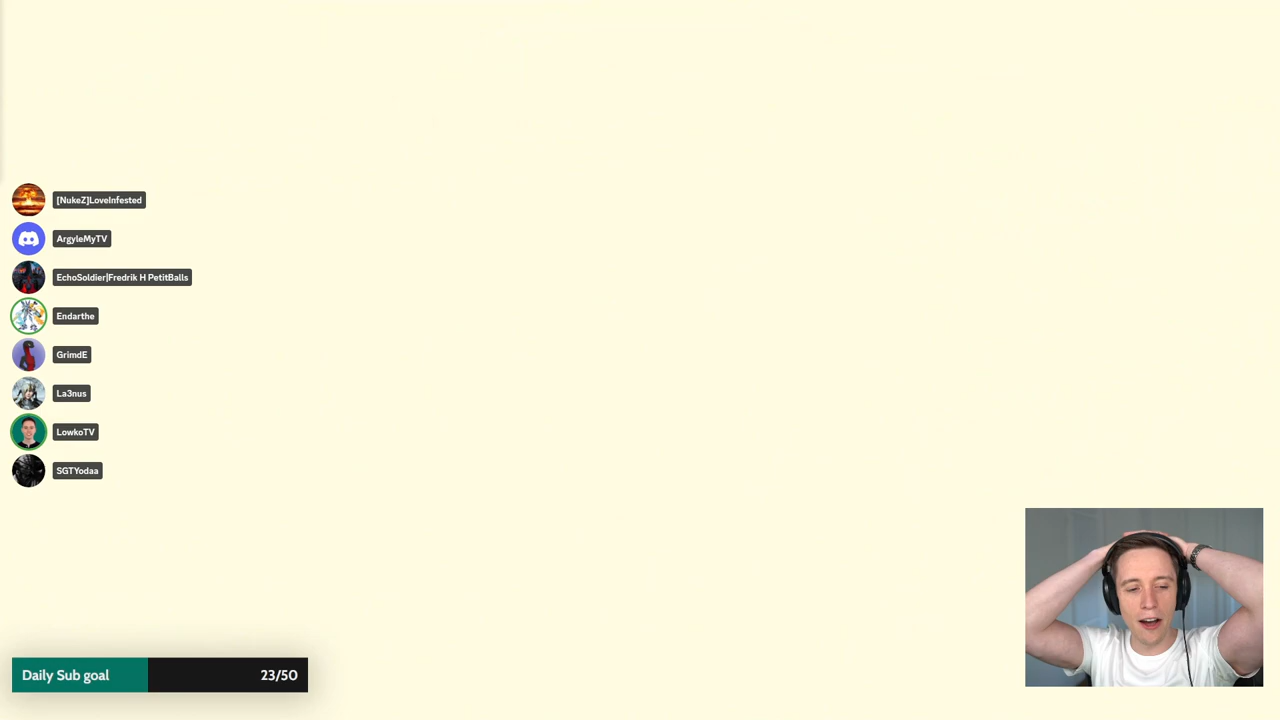 [NukeZ]LoveInfested
ArgyleMyTV
EchoSoldier|Fredrik H PetitBalls
Endarthe
GrimdE
La3nus
LowkoTV
SGTYodaa
Daily Sub goal 23/50